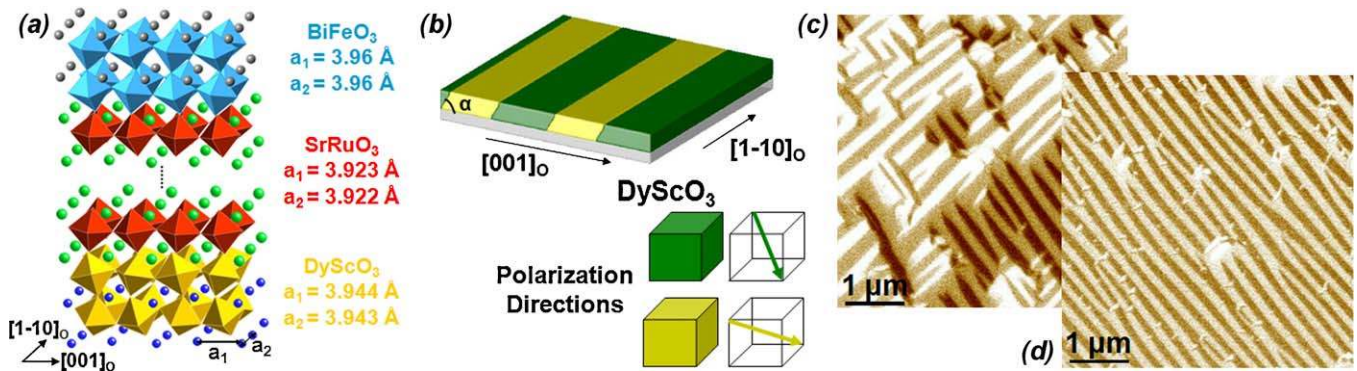 (a)
BiFeO₃
a₁ = 3.96 Å
a₂ = 3.96 Å
SrRuO₃
a₁ = 3.923 Å
a₂ = 3.922 Å
DyScO₃
a₁ = 3.944 Å
a₂ = 3.943 Å
[1-10]ₒ
[001]ₒ
a₁
a₂
(b)
α
[001]ₒ
[1-10]ₒ
DyScO₃
Polarization
Directions
(c)
1 µm
(d)
1 µm